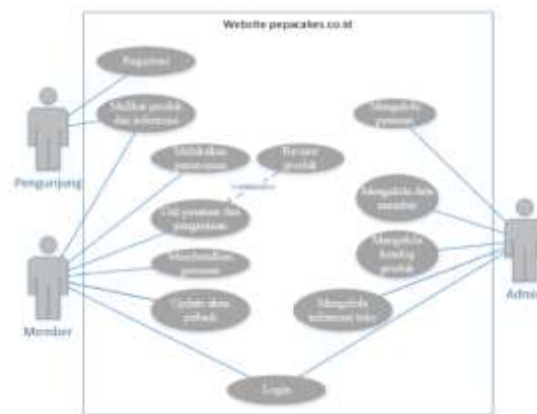 Website pepacakes.co.id
Registrasi
Melihat produk
dan informasi
Pengunjung
Melakukan
pemesanan
Review
produk
Mengelola
pesanan
Cek pesanan dan
pengiriman
Mengelola data
member
Membatalkan
pesanan
Mengelola
katalog
produk
Update akun
pribadi
Mengelola
informasi toko
Member
Admin
Login